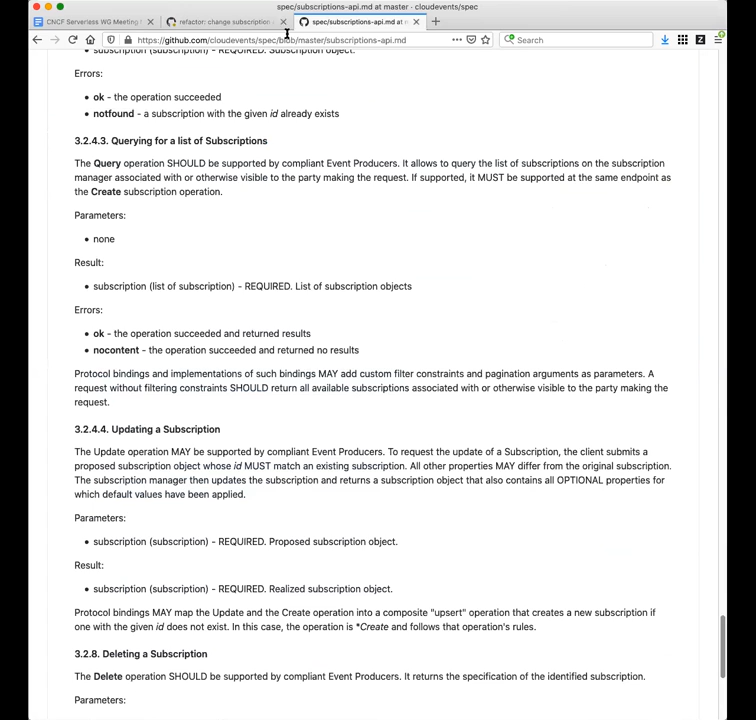 spec/subscriptions-api.md at master · cloudevents/spec
CNCF Serverless WG Meeting
refactor: change subscription
spec/subscriptions-api.md at m
https://github.com/cloudevents/spec/blob/master/subscriptions-api.md
Search
• subscription (subscription) - REQUIRED. Subscription object.
Errors:
• ok - the operation succeeded
• notfound - a subscription with the given id already exists
3.2.4.3. Querying for a list of Subscriptions
The Query operation SHOULD be supported by compliant Event Producers. It allows to query the list of subscriptions on the subscription
manager associated with or otherwise visible to the party making the request. If supported, it MUST be supported at the same endpoint as
the Create subscription operation.
Parameters:
• none
Result:
• subscription (list of subscription) - REQUIRED. List of subscription objects
Errors:
• ok - the operation succeeded and returned results
• nocontent - the operation succeeded and returned no results
Protocol bindings and implementations of such bindings MAY add custom filter constraints and pagination arguments as parameters. A
request without filtering constraints SHOULD return all available subscriptions associated with or otherwise visible to the party making the
request.
3.2.4.4. Updating a Subscription
The Update operation MAY be supported by compliant Event Producers. To request the update of a Subscription, the client submits a
proposed subscription object whose id MUST match an existing subscription. All other properties MAY differ from the original subscription.
The subscription manager then updates the subscription and returns a subscription object that also contains all OPTIONAL properties for
which default values have been applied.
Parameters:
• subscription (subscription) - REQUIRED. Proposed subscription object.
Result:
• subscription (subscription) - REQUIRED. Realized subscription object.
Protocol bindings MAY map the Update and the Create operation into a composite "upsert" operation that creates a new subscription if
one with the given id does not exist. In this case, the operation is *Create and follows that operation's rules.
3.2.8. Deleting a Subscription
The Delete operation SHOULD be supported by compliant Event Producers. It returns the specification of the identified subscription.
Parameters: